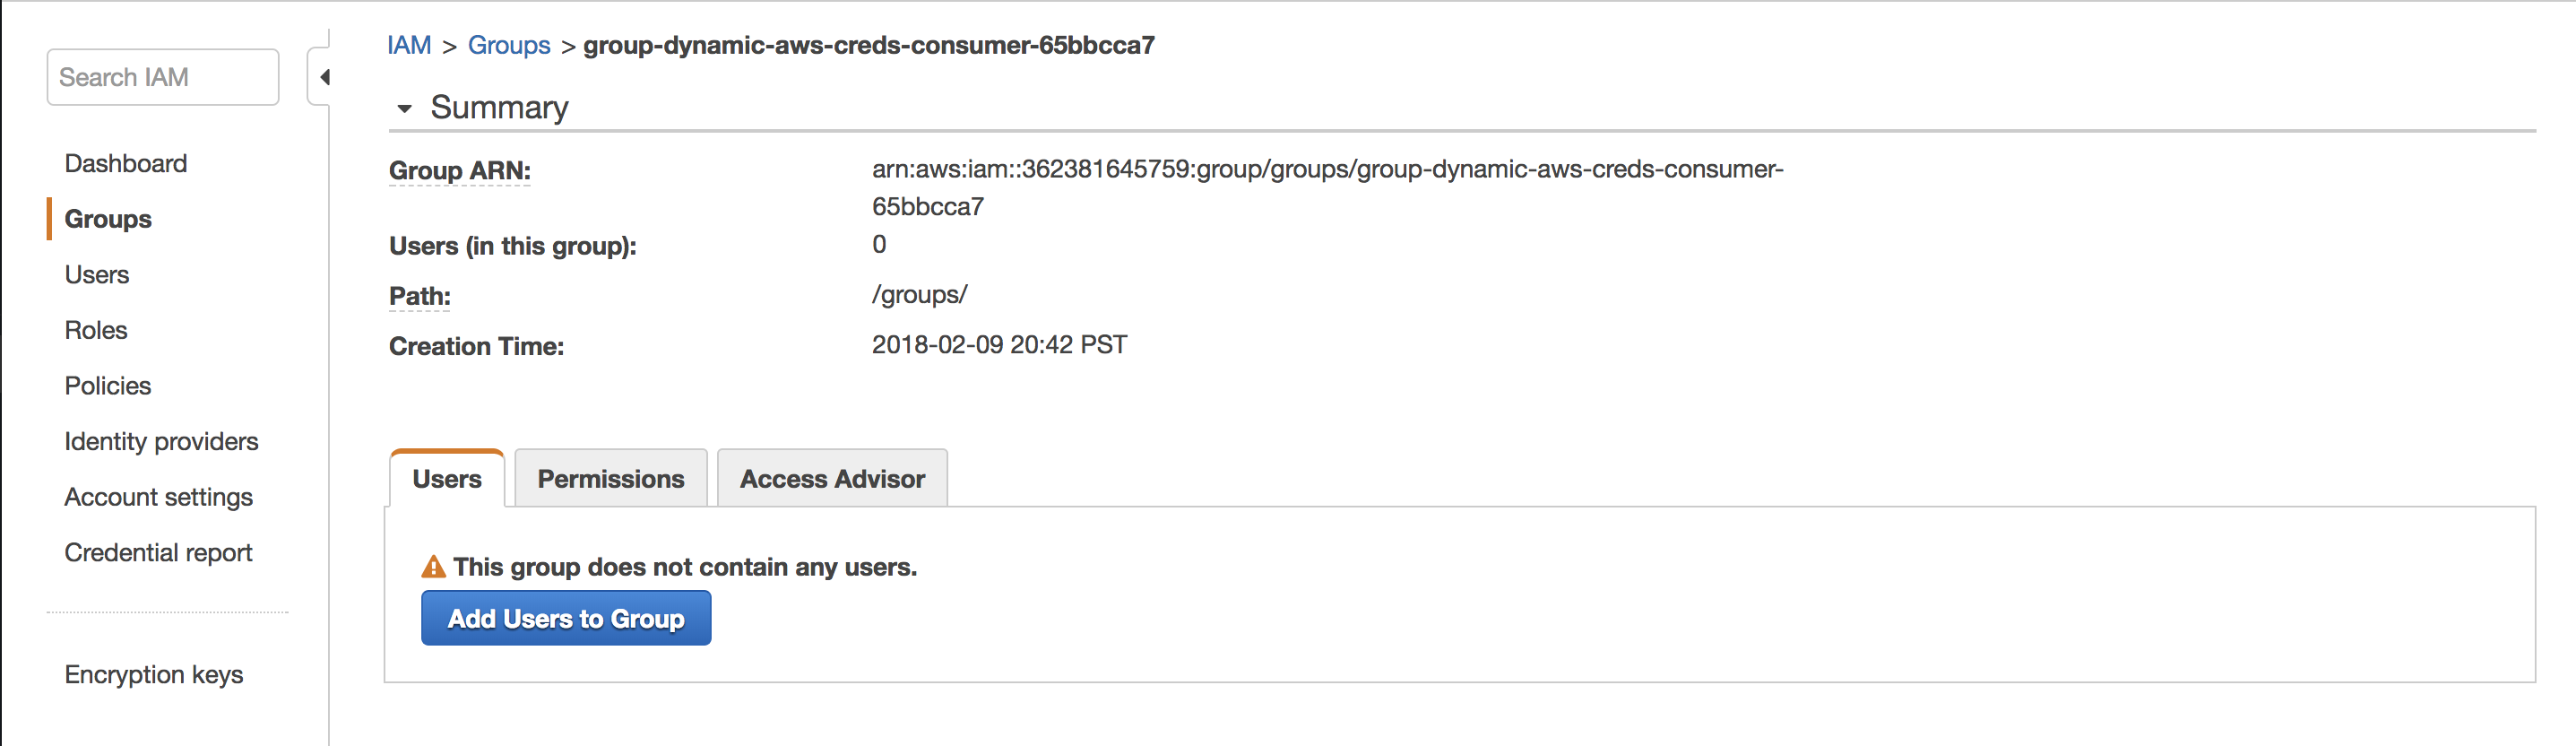 Search IAM
Dashboard
Groups
Users
Roles
Policies
Identity providers
Account settings
Credential report
Encryption keys
IAM > Groups > group-dynamic-aws-creds-consumer-65bbcca7
Summary
Group ARN: arn:aws:iam::362381645759:group/groups/group-dynamic-aws-creds-consumer-
65bbcca7
Users (in this group): 0
Path: /groups/
Creation Time: 2018-02-09 20:42 PST
Users Permissions Access Advisor
This group does not contain any users.
Add Users to Group